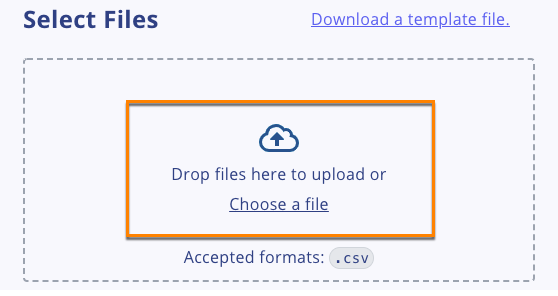 Select Files
Download a template file.
Drop files here to upload or
Choose a file
Accepted formats: .csv